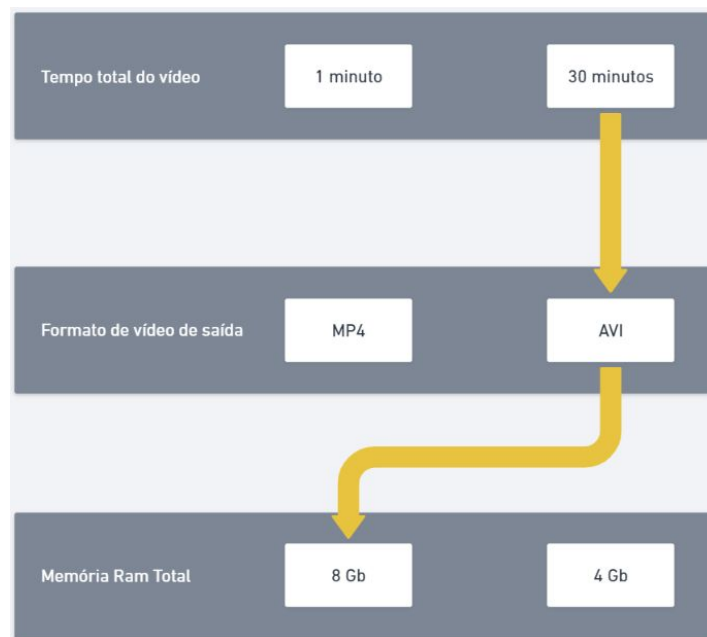 Tempo total do vídeo
1 minuto
30 minutos
Formato de vídeo de saída
MP4
AVI
Memória Ram Total
8 Gb
4 Gb